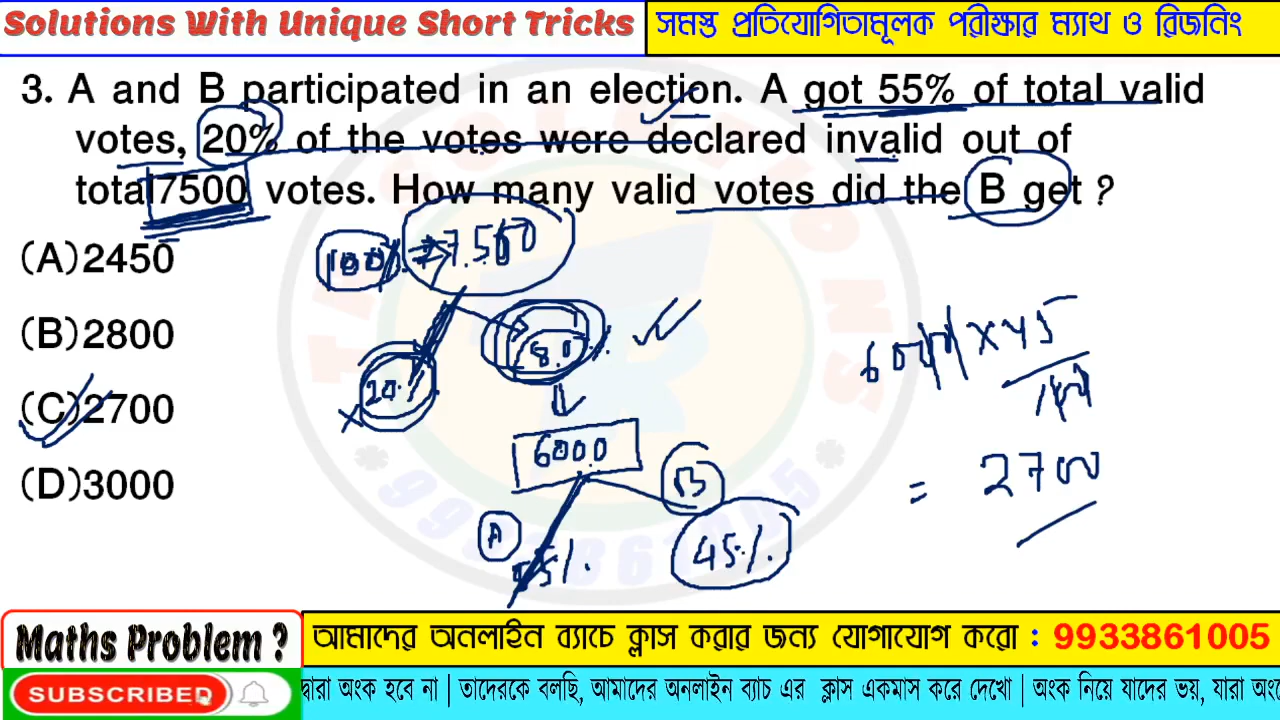 Solutions With Unique Short Tricks
সমস্ত প্রতিযোগিতামূলক পরীক্ষার ম্যাথ ও রিজনিং
3. A and B participated in an election. A got 55% of total valid
votes, 20% of the votes were declared invalid out of
total 7500 votes. How many valid votes did the B get ?
(A) 2450
(B) 2800
(C) 2700
(D) 3000
100% → 7500
20%
80%
6000
A
55%
B
45%
6000 x 45
100
= 2700
Maths Problem ?
আমাদের অনলাইন ব্যাচে ক্লাস করার জন্য যোগাযোগ করো : 9933861005
SUBSCRIBED
দ্বারা অংক হবে না | তাদেরকে বলছি, আমাদের অনলাইন ব্যাচ এর ক্লাস একমাস করে দেখো | অংক নিয়ে যাদের ভয়, যারা